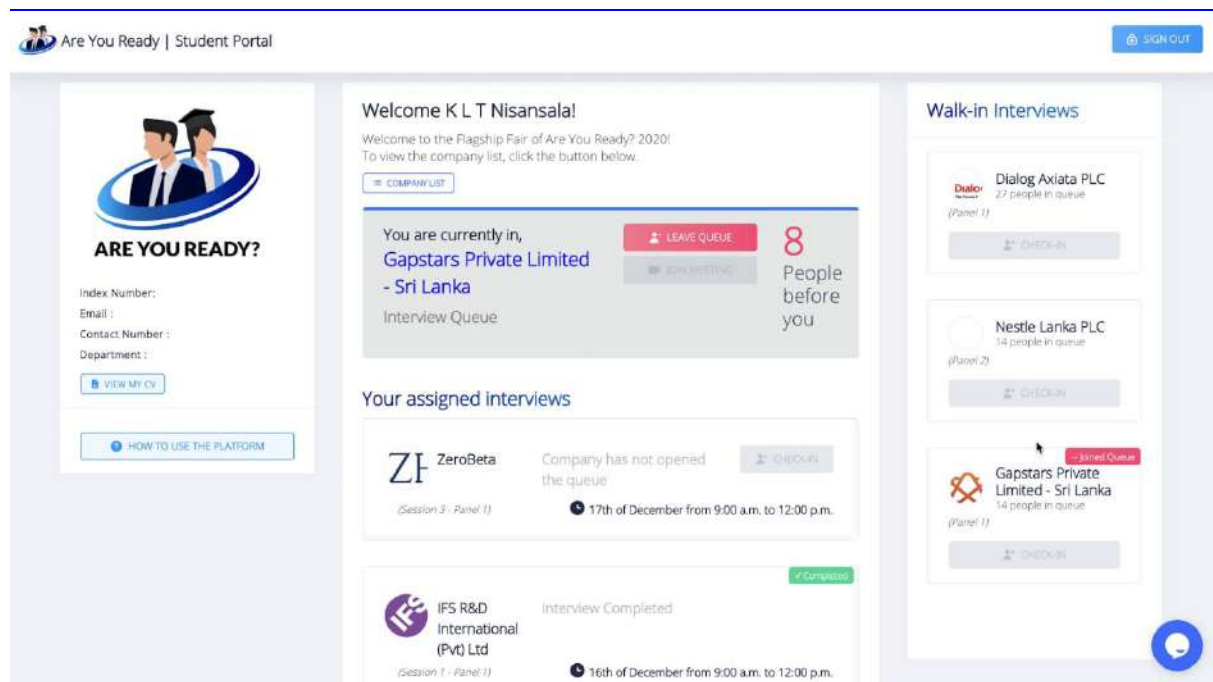 Are You Ready | Student Portal
SIGN OUT
ARE YOU READY?
Index Number:
Email :
Contact Number :
Department :
VIEW MY CV
HOW TO USE THE PLATFORM
Welcome K L T Nisansala!
Welcome to the Flagship Fair of Are You Ready? 2020!
To view the company list, click the button below.
COMPANY LIST
You are currently in,
Gapstars Private Limited
- Sri Lanka
Interview Queue
LEAVE QUEUE
JOIN MEETING
8
People
before
you
Your assigned interviews
ZF
ZeroBeta
(Session 3 - Panel 1)
Company has not opened
the queue
CHECK-IN
17th of December from 9:00 a.m. to 12:00 p.m.
✓ Completed
IFS
IFS R&D
International
(Pvt) Ltd
(Session 1 - Panel 1)
Interview Completed
16th of December from 9:00 a.m. to 12:00 p.m.
Walk-in Interviews
Dialog
Dialog Axiata PLC
27 people in queue
(Panel 1)
CHECK-IN
Nestle Lanka PLC
14 people in queue
(Panel 2)
CHECK-IN
Joined Queue
Gapstars Private
Limited - Sri Lanka
14 people in queue
(Panel 1)
CHECK-IN